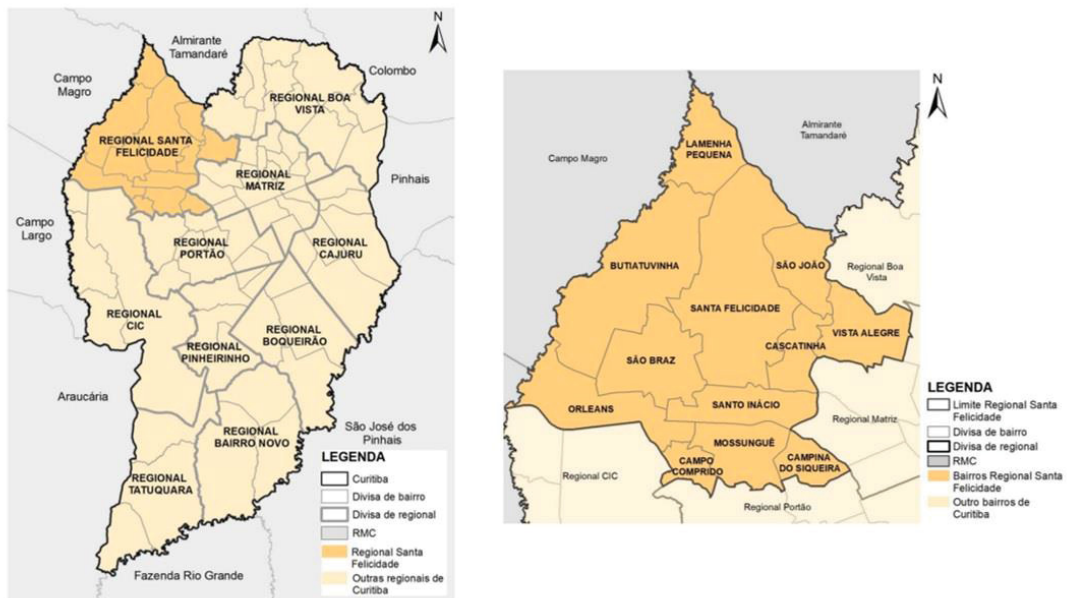 N
Almirante
Tamandaré
Campo
Magro
Colombo
REGIONAL BOA
VISTA
REGIONAL SANTA
FELICIDADE
REGIONAL
MATRIZ
Pinhais
Campo
Largo
REGIONAL
PORTÃO
REGIONAL
CAJURU
REGIONAL
CIC
REGIONAL
BOQUEIRÃO
REGIONAL
PINHEIRINHO
Araucária
São José dos
Pinhais
REGIONAL
BAIRRO NOVO
REGIONAL
TATUQUARA
Fazenda Rio Grande
LEGENDA
Curitiba
Divisa de bairro
Divisa de regional
RMC
Regional Santa
Felicidade
Outras regionais de
Curitiba
N
Almirante
Tamandaré
Campo Magro
LAMENHA
PEQUENA
BUTIATUVINHA
SÃO JOÃO
Regional Boa
Vista
SANTA FELICIDADE
VISTA ALEGRE
CASCATINHA
SÃO BRAZ
ORLEANS
SANTO INÁCIO
Regional Matriz
MOSSUNGUÊ
CAMPO
COMPRIDO
CAMPINA
DO SIQUEIRA
Regional CIC
Regional Portão
LEGENDA
Limite Regional Santa
Felicidade
Divisa de bairro
Divisa de regional
RMC
Bairros Regional Santa
Felicidade
Outro bairros de
Curitiba